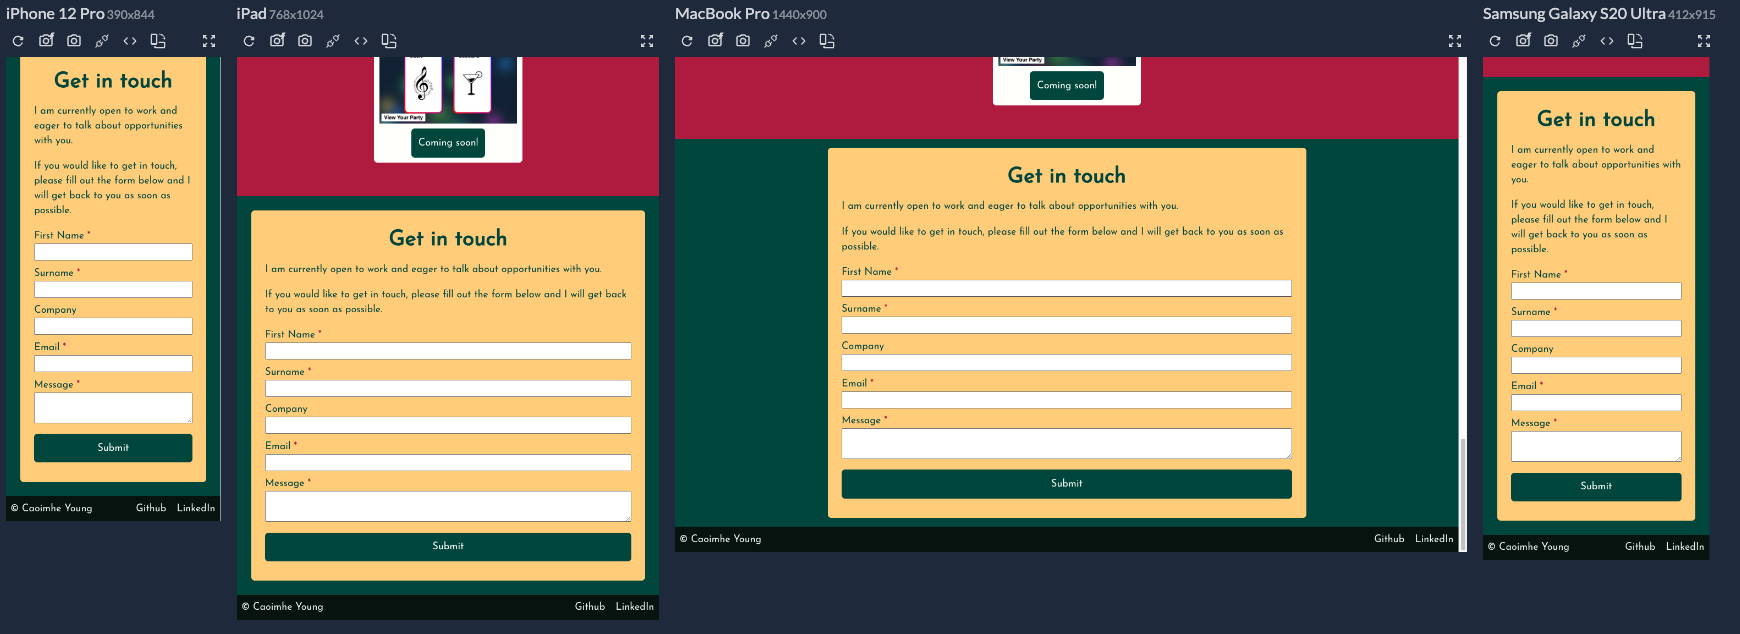 iPhone 12 Pro 390x844
Get in touch
I am currently open to work and
eager to talk about opportunities
with you.
If you would like to get in touch,
please fill out the form below and I
will get back to you as soon as
possible.
First Name *
Surname *
Company
Email *
Message *
Submit
© Caoimhe Young
Github LinkedIn
iPad 768x1024
View Your Party
Coming soon!
Get in touch
I am currently open to work and eager to talk about opportunities with you.
If you would like to get in touch, please fill out the form below and I will get back
to you as soon as possible.
First Name *
Surname *
Company
Email *
Message *
Submit
© Caoimhe Young
Github LinkedIn
MacBook Pro 1440x900
View Your Party
Coming soon!
Get in touch
I am currently open to work and eager to talk about opportunities with you.
If you would like to get in touch, please fill out the form below and I will get back to you as soon as
possible.
First Name *
Surname *
Company
Email *
Message *
Submit
© Caoimhe Young
Github LinkedIn
Samsung Galaxy S20 Ultra 412x915
Get in touch
I am currently open to work and
eager to talk about opportunities with
you.
If you would like to get in touch,
please fill out the form below and I
will get back to you as soon as
possible.
First Name *
Surname *
Company
Email *
Message *
Submit
© Caoimhe Young
Github LinkedIn